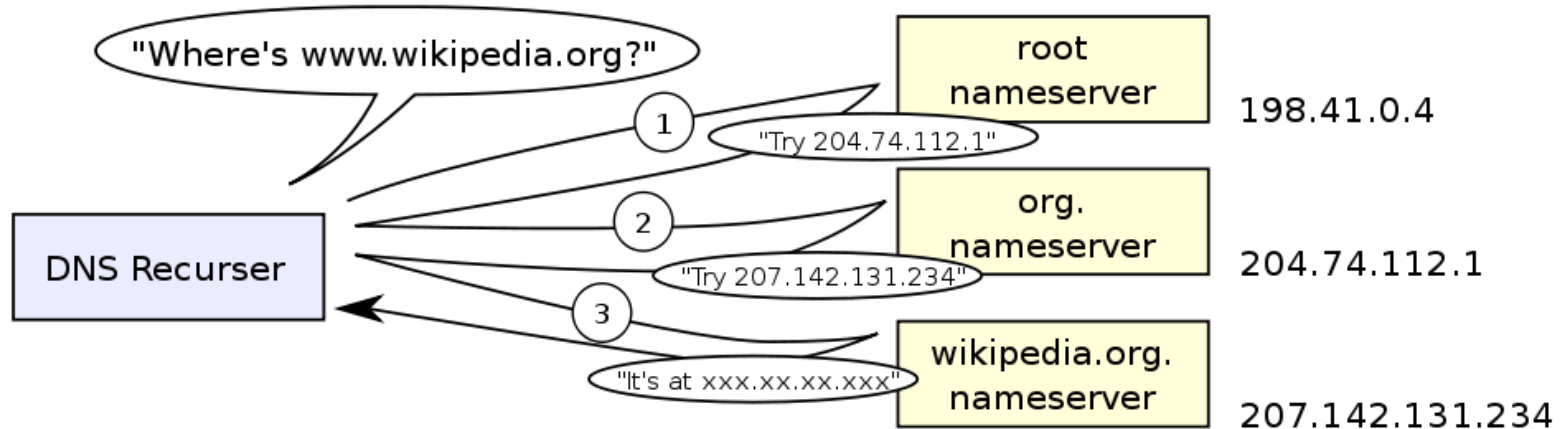 "Where's www.wikipedia.org?"
root
nameserver
198.41.0.4
1
"Try 204.74.112.1"
org.
nameserver
204.74.112.1
2
"Try 207.142.131.234"
DNS Recurser
3
wikipedia.org.
nameserver
207.142.131.234
"It's at xxx.xx.xx.xxx"